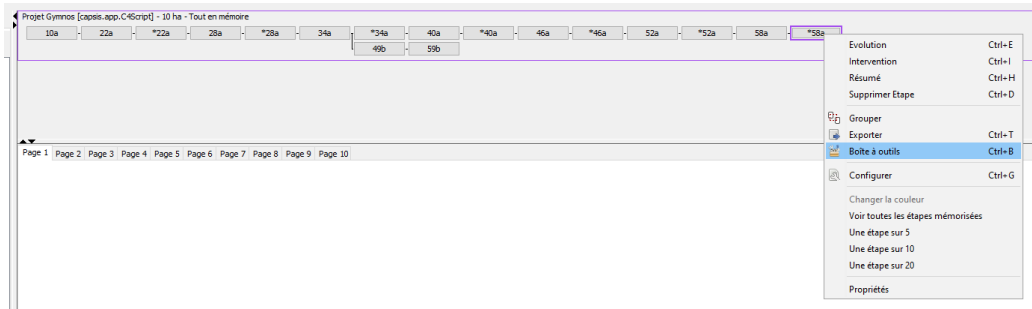 Projet Gymnos [capsis.app.C4Script] - 10 ha - Tout en mémoire
10a - 22a - *22a - 28a - *28a - 34a - *34a - 40a - *40a - 46a - *46a - 52a - *52a - 58a - *58a
49b - 59b
Evolution Ctrl+E
Intervention Ctrl+I
Résumé Ctrl+H
Supprimer Etape Ctrl+D
Grouper
Exporter Ctrl+T
Boîte à outils Ctrl+B
Configurer Ctrl+G
Changer la couleur
Voir toutes les étapes mémorisées
Une étape sur 5
Une étape sur 10
Une étape sur 20
Propriétés
Page 1 Page 2 Page 3 Page 4 Page 5 Page 6 Page 7 Page 8 Page 9 Page 10